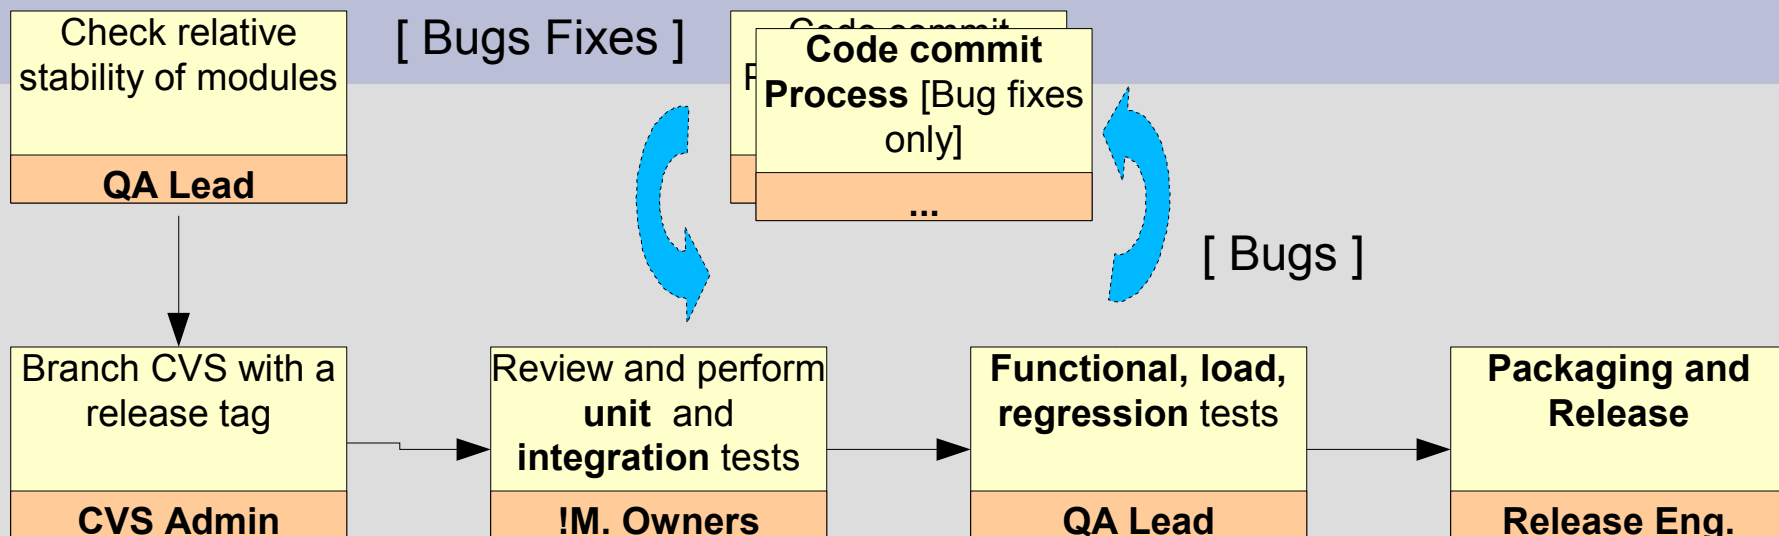 Check relative
stability of modules
QA Lead
[ Bugs Fixes ]
Code commit
Code commit
Process [Bug fixes
only]
...
[ Bugs ]
Branch CVS with a
release tag
CVS Admin
Review and perform
unit and
integration tests
!M. Owners
Functional, load,
regression tests
QA Lead
Packaging and
Release
Release Eng.